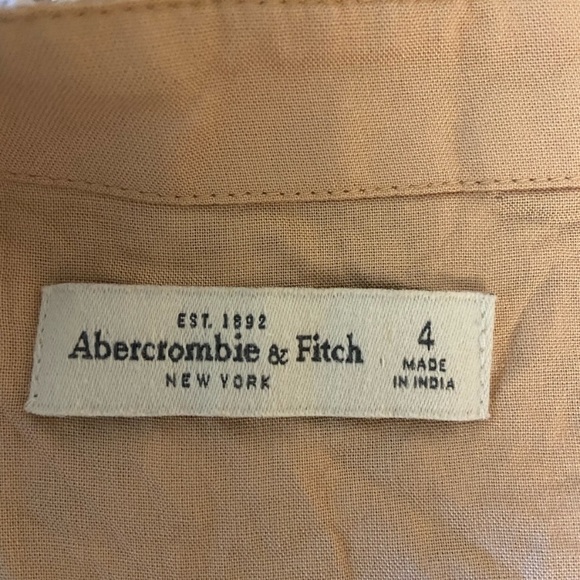 EST. 1892
Abercrombie & Fitch
NEW YORK
4
MADE
IN INDIA